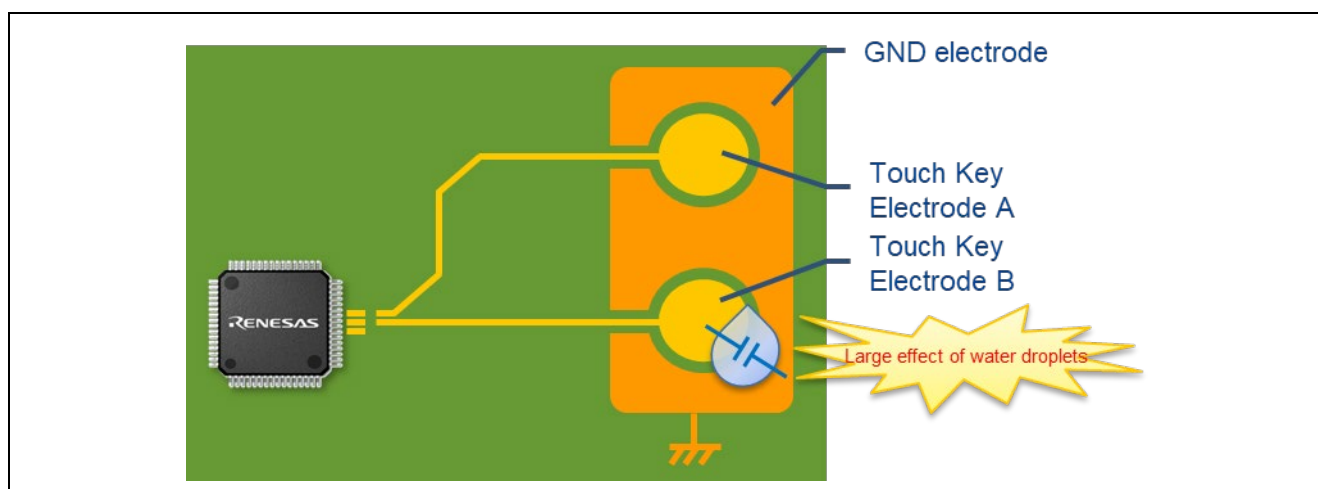 GND electrode
Touch Key
Electrode A
Touch Key
Electrode B
RENESAS
Large effect of water droplets